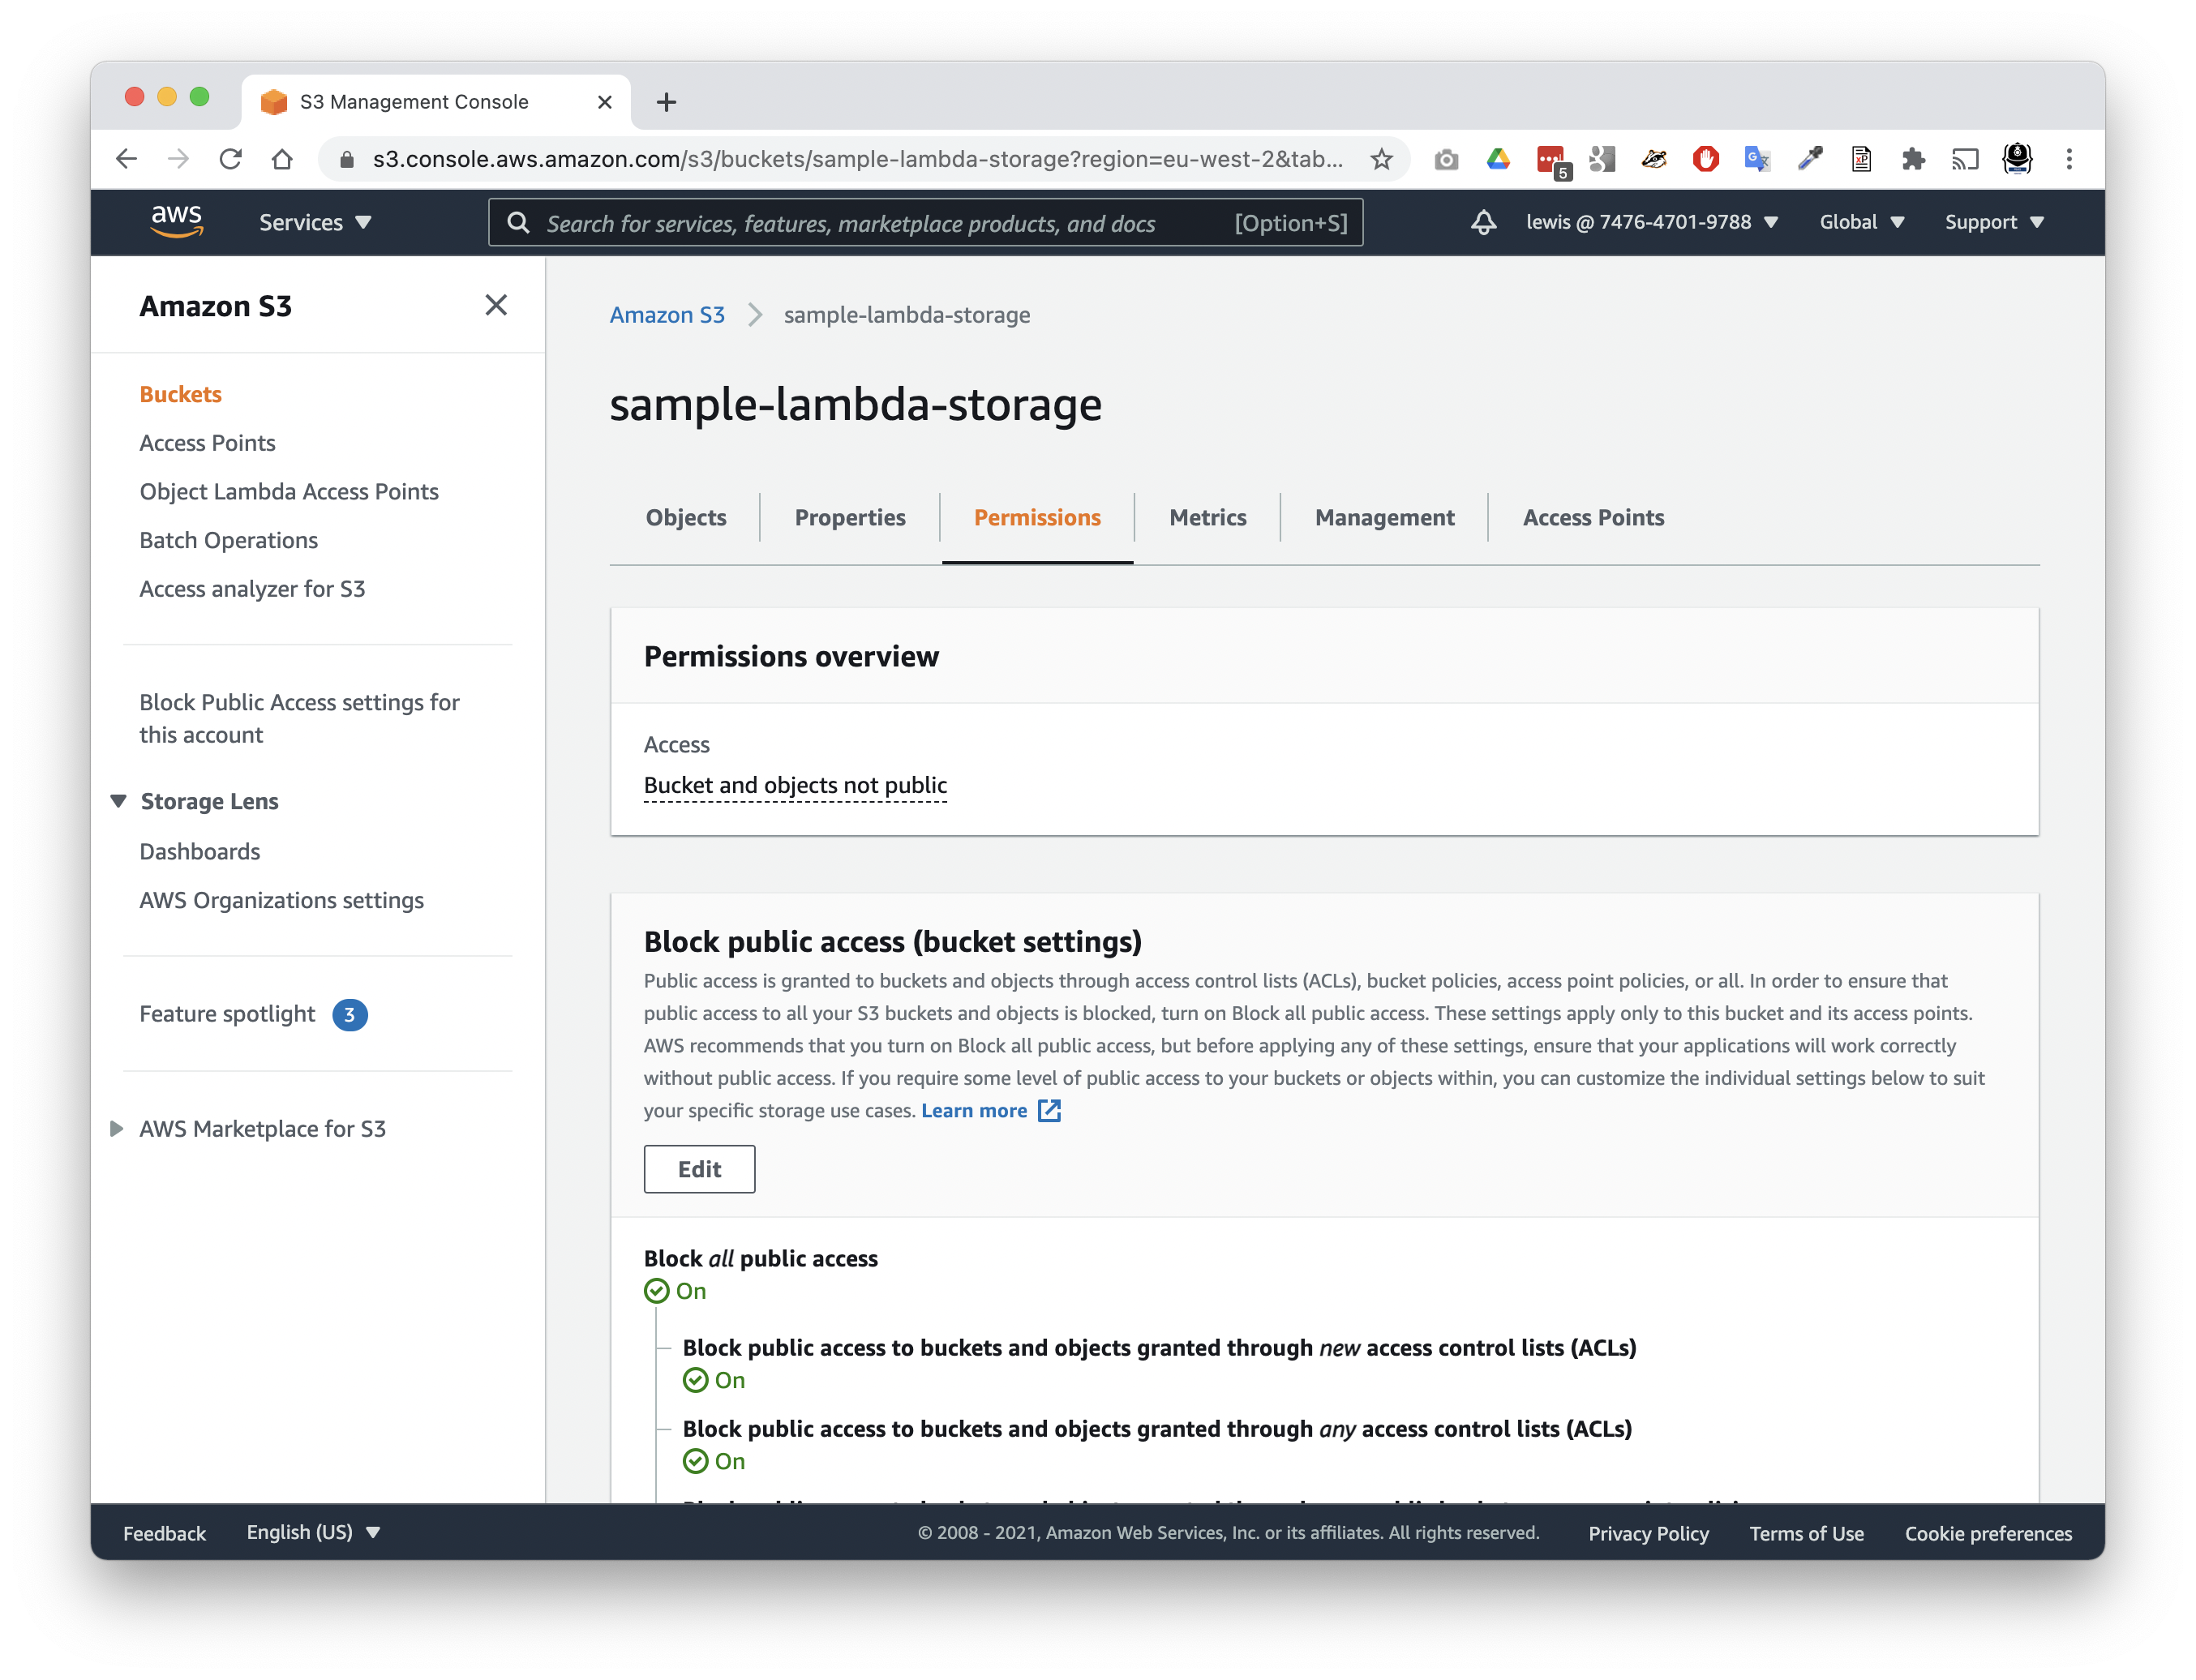 S3 Management Console
s3.console.aws.amazon.com/s3/buckets/sample-lambda-storage?region=eu-west-2&tab...
5
aws
Services
Search for services, features, marketplace products, and docs [Option+S]
lewis @ 7476-4701-9788
Global
Support
Amazon S3
Buckets
Access Points
Object Lambda Access Points
Batch Operations
Access analyzer for S3
Block Public Access settings for
this account
Storage Lens
Dashboards
AWS Organizations settings
Feature spotlight 3
AWS Marketplace for S3
Amazon S3 > sample-lambda-storage
sample-lambda-storage
Objects
Properties
Permissions
Metrics
Management
Access Points
Permissions overview
Access
Bucket and objects not public
Block public access (bucket settings)
Public access is granted to buckets and objects through access control lists (ACLs), bucket policies, access point policies, or all. In order to ensure that
public access to all your S3 buckets and objects is blocked, turn on Block all public access. These settings apply only to this bucket and its access points.
AWS recommends that you turn on Block all public access, but before applying any of these settings, ensure that your applications will work correctly
without public access. If you require some level of public access to your buckets or objects within, you can customize the individual settings below to suit
your specific storage use cases. Learn more
Edit
Block all public access
On
Block public access to buckets and objects granted through new access control lists (ACLs)
On
Block public access to buckets and objects granted through any access control lists (ACLs)
On
Feedback
English (US)
© 2008 - 2021, Amazon Web Services, Inc. or its affiliates. All rights reserved.
Privacy Policy
Terms of Use
Cookie preferences